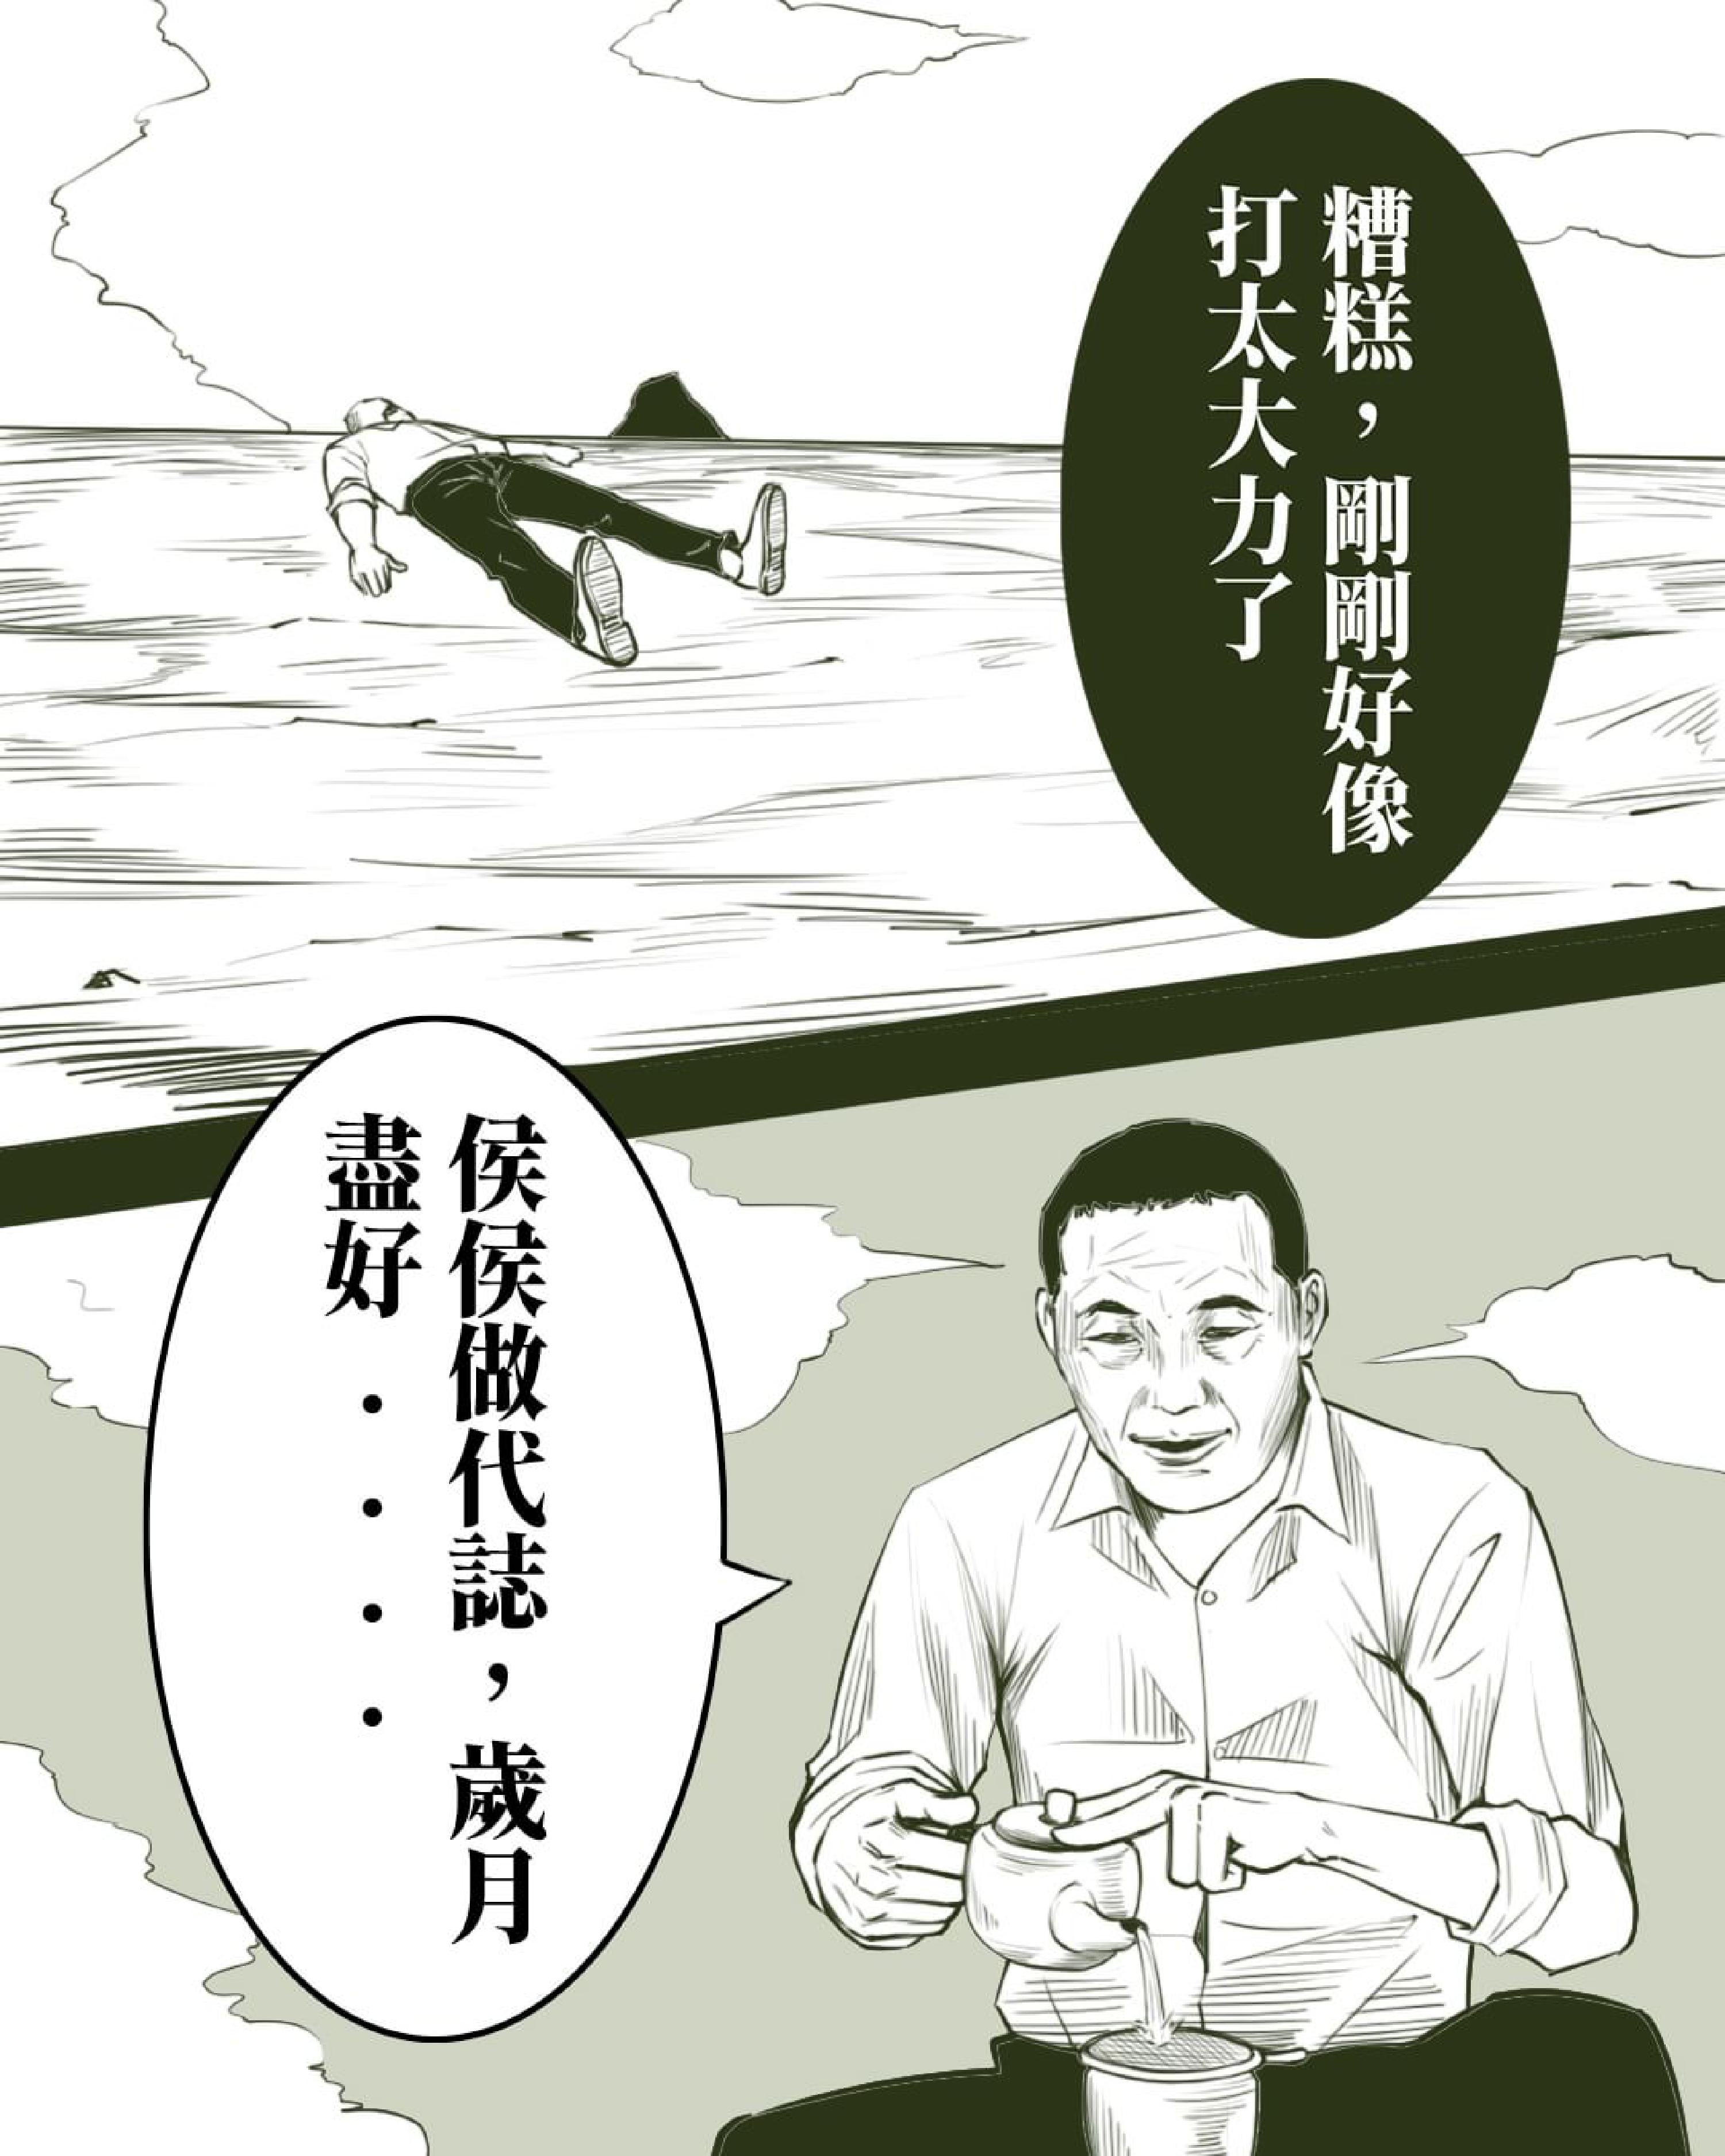 糟糕，剛剛好像
打太大力了
侯侯做代誌，歲月
盡好．．．．